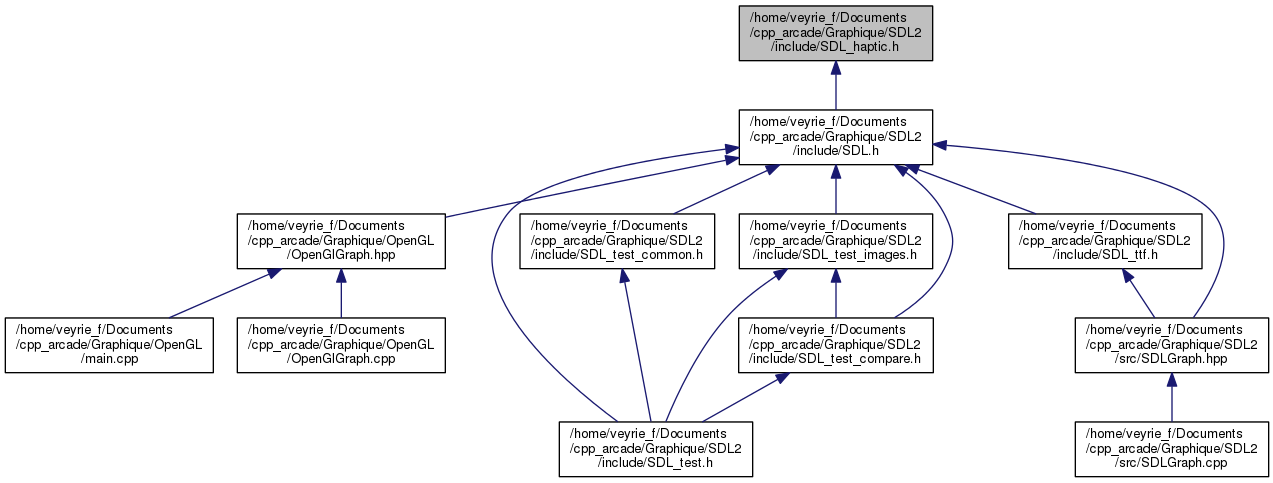 /home/veyrie_f/Documents
/cpp_arcade/Graphique/SDL2
/include/SDL_haptic.h
/home/veyrie_f/Documents
/cpp_arcade/Graphique/SDL2
/include/SDL.h
/home/veyrie_f/Documents
/cpp_arcade/Graphique/OpenGL
/OpenGlGraph.hpp
/home/veyrie_f/Documents
/cpp_arcade/Graphique/SDL2
/include/SDL_test_common.h
/home/veyrie_f/Documents
/cpp_arcade/Graphique/SDL2
/include/SDL_test_images.h
/home/veyrie_f/Documents
/cpp_arcade/Graphique/SDL2
/include/SDL_ttf.h
/home/veyrie_f/Documents
/cpp_arcade/Graphique/OpenGL
/main.cpp
/home/veyrie_f/Documents
/cpp_arcade/Graphique/OpenGL
/OpenGlGraph.cpp
/home/veyrie_f/Documents
/cpp_arcade/Graphique/SDL2
/include/SDL_test_compare.h
/home/veyrie_f/Documents
/cpp_arcade/Graphique/SDL2
/src/SDLGraph.hpp
/home/veyrie_f/Documents
/cpp_arcade/Graphique/SDL2
/include/SDL_test.h
/home/veyrie_f/Documents
/cpp_arcade/Graphique/SDL2
/src/SDLGraph.cpp